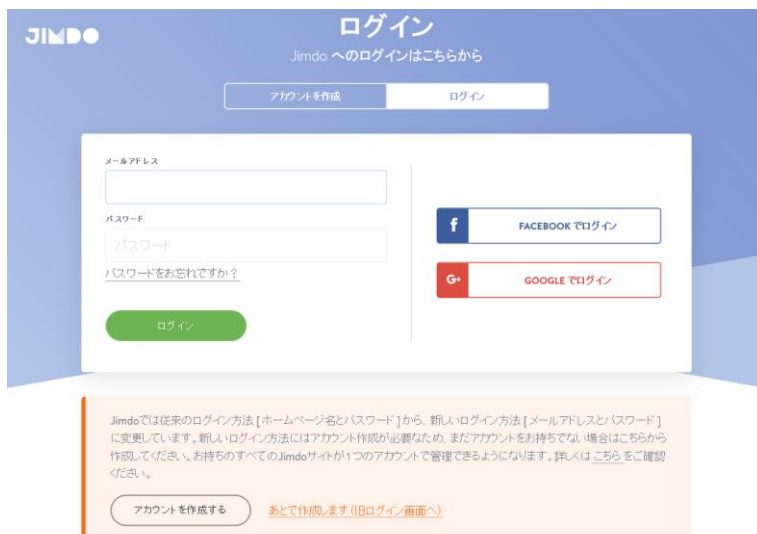 JIMDO
ログイン
Jimdo へのログインはこちらから
アカウントを作成
ログイン
メールアドレス
パスワード
パスワード
パスワードをお忘れですか？
ログイン
f FACEBOOK でログイン
G+ GOOGLE でログイン
Jimdoでは従来のログイン方法 [ ホームページ名とパスワード ] から、新しいログイン方法 [ メールアドレスとパスワード ]
に変更しています。新しいログイン方法にはアカウント作成が必要なため、まだアカウントをお持ちでない場合はこちらから
作成してください。お持ちのすべてのJimdoサイトが1つのアカウントで管理できるようになります。詳しくは こちら をご確認
ください。
アカウントを作成する
あとで作成します (旧ログイン画面へ)